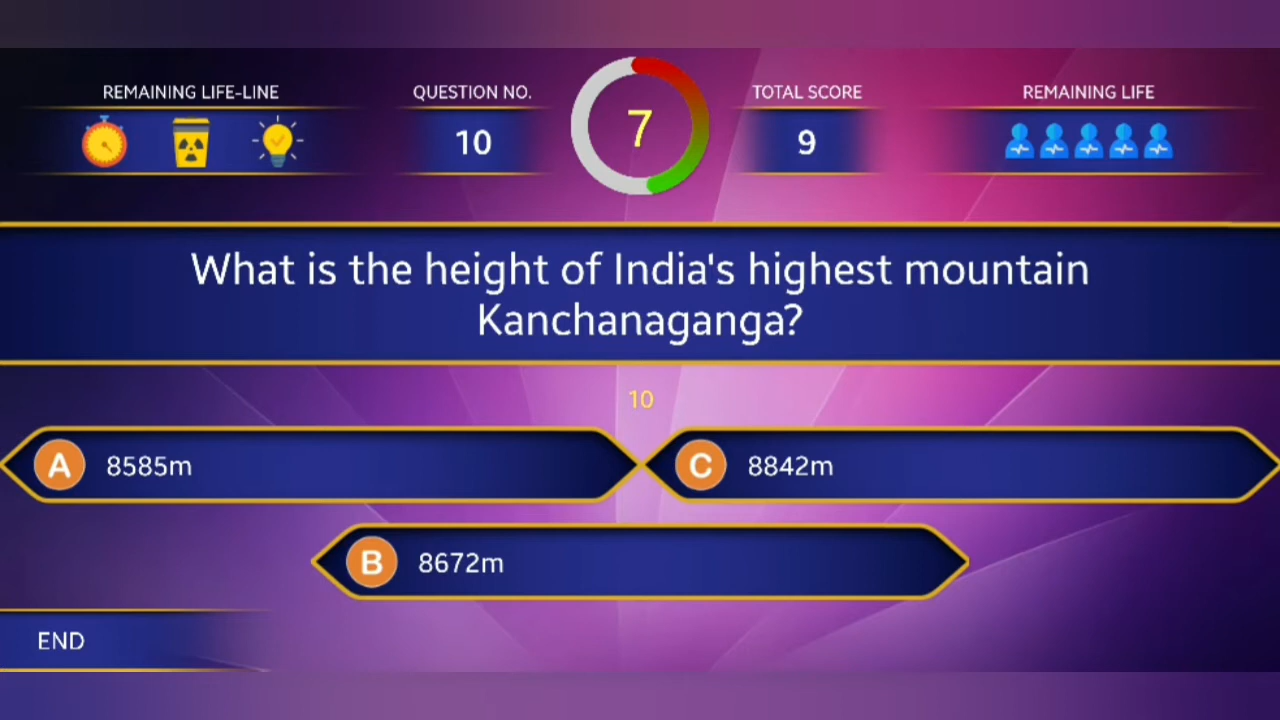 REMAINING LIFE-LINE
QUESTION NO.
10
7
TOTAL SCORE
9
REMAINING LIFE
What is the height of India's highest mountain
Kanchanaganga?
10
A 8585m
C 8842m
B 8672m
END